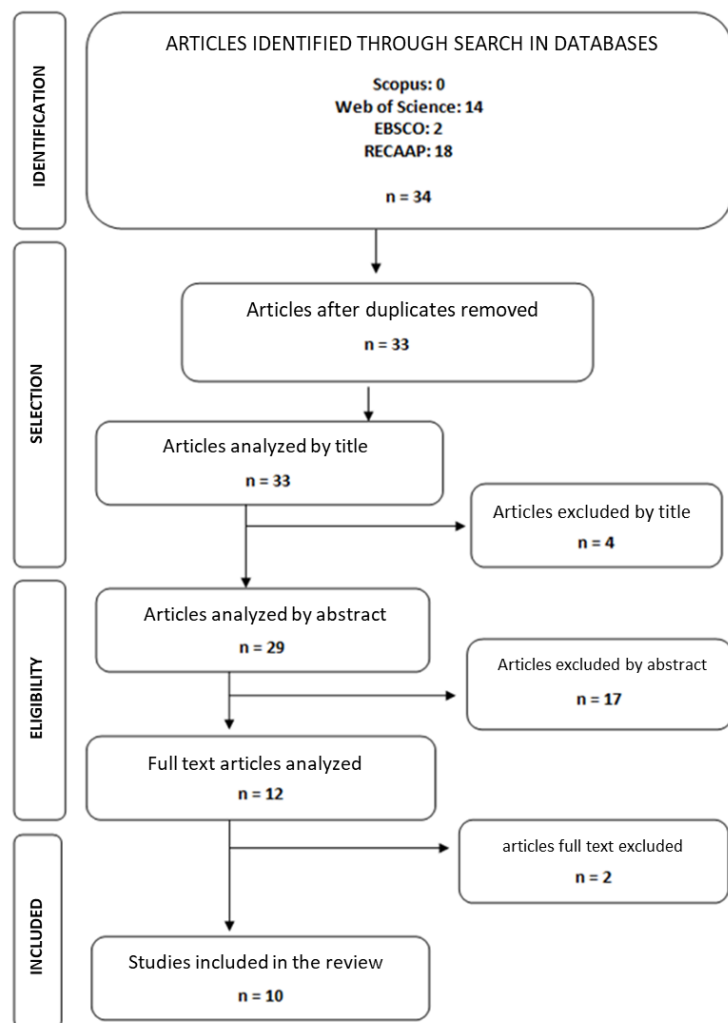 IDENTIFICATION
ARTICLES IDENTIFIED THROUGH SEARCH IN DATABASES
Scopus: 0
Web of Science: 14
EBSCO: 2
RECAAP: 18
n = 34
SELECTION
Articles after duplicates removed
n = 33
Articles analyzed by title
n = 33
Articles excluded by title
n = 4
ELIGIBILITY
Articles analyzed by abstract
n = 29
Articles excluded by abstract
n = 17
Full text articles analyzed
n = 12
INCLUDED
articles full text excluded
n = 2
Studies included in the review
n = 10